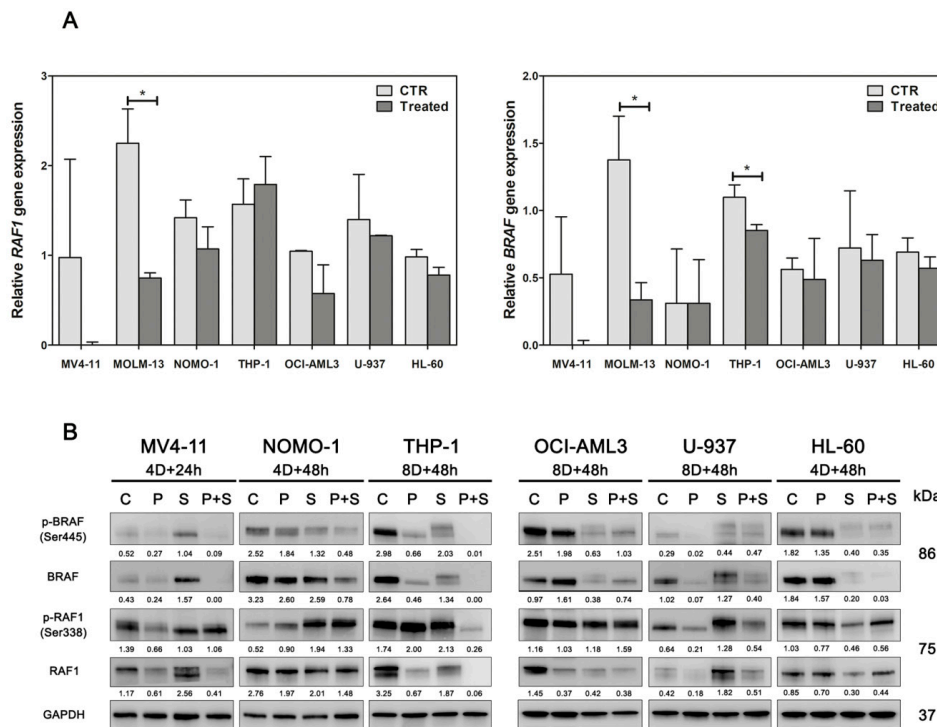 A
Relative RAF1 gene expression
3
2
1
0
CTR
Treated
*
MV4-11 MOLM-13 NOMO-1 THP-1 OCI-AML3 U-937 HL-60
Relative BRAF gene expression
2.0
1.5
1.0
0.5
0.0
CTR
Treated
*
*
MV4-11 MOLM-13 NOMO-1 THP-1 OCI-AML3 U-937 HL-60
B
MV4-11 NOMO-1 THP-1 OCI-AML3 U-937 HL-60
4D+24h 4D+48h 8D+48h 8D+48h 8D+48h 4D+48h
C P S P+S C P S P+S C P S P+S C P S P+S C P S P+S C P S P+S kDa
p-BRAF
(Ser445)
0.52 0.27 1.04 0.09 2.52 1.84 1.32 0.48 2.98 0.66 2.03 0.01 2.51 1.98 0.63 1.03 0.29 0.02 0.44 0.47 1.82 1.35 0.40 0.35
86
BRAF
0.43 0.24 1.57 0.00 3.23 2.60 2.59 0.78 2.64 0.46 1.34 0.00 0.97 1.61 0.38 0.74 1.02 0.07 1.27 0.40 1.84 1.57 0.20 0.03
p-RAF1
(Ser338)
1.39 0.66 1.03 1.06 0.52 0.90 1.94 1.33 1.74 2.00 2.13 0.26 1.16 1.03 1.18 1.59 0.64 0.21 1.28 0.54 1.03 0.77 0.46 0.56
75
RAF1
1.17 0.61 2.56 0.41 2.76 1.97 2.01 1.48 3.25 0.67 1.87 0.06 1.45 0.37 0.42 0.38 0.42 0.18 1.82 0.51 0.85 0.70 0.30 0.44
GAPDH 37